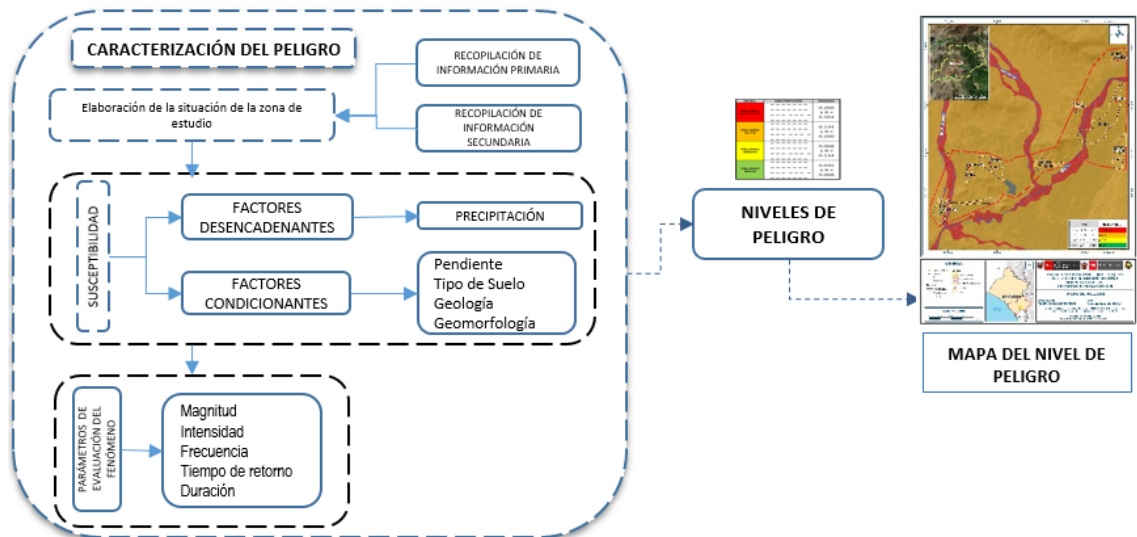 CARACTERIZACIÓN DEL PELIGRO
RECOPILACIÓN DE
INFORMACIÓN PRIMARIA
Elaboración de la situación de la zona de
estudio
RECOPILACIÓN DE
INFORMACIÓN
SECUNDARIA
SUSCEPTIBILIDAD
FACTORES
DESENCADENANTES
PRECIPITACIÓN
FACTORES
CONDICIONANTES
Pendiente
Tipo de Suelo
Geología
Geomorfología
PARÁMETROS DE
EVALUACIÓN DEL
FENÓMENO
Magnitud
Intensidad
Frecuencia
Tiempo de retorno
Duración
NIVELES DE
PELIGRO
MAPA DEL NIVEL DE
PELIGRO